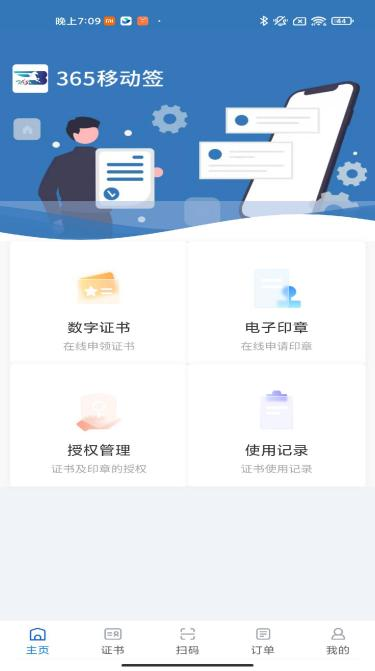 晚上7:09
44
365移动签
数字证书
在线申领证书
电子印章
在线申请印章
授权管理
证书及印章的授权
使用记录
证书使用记录
主页
证书
扫码
订单
我的